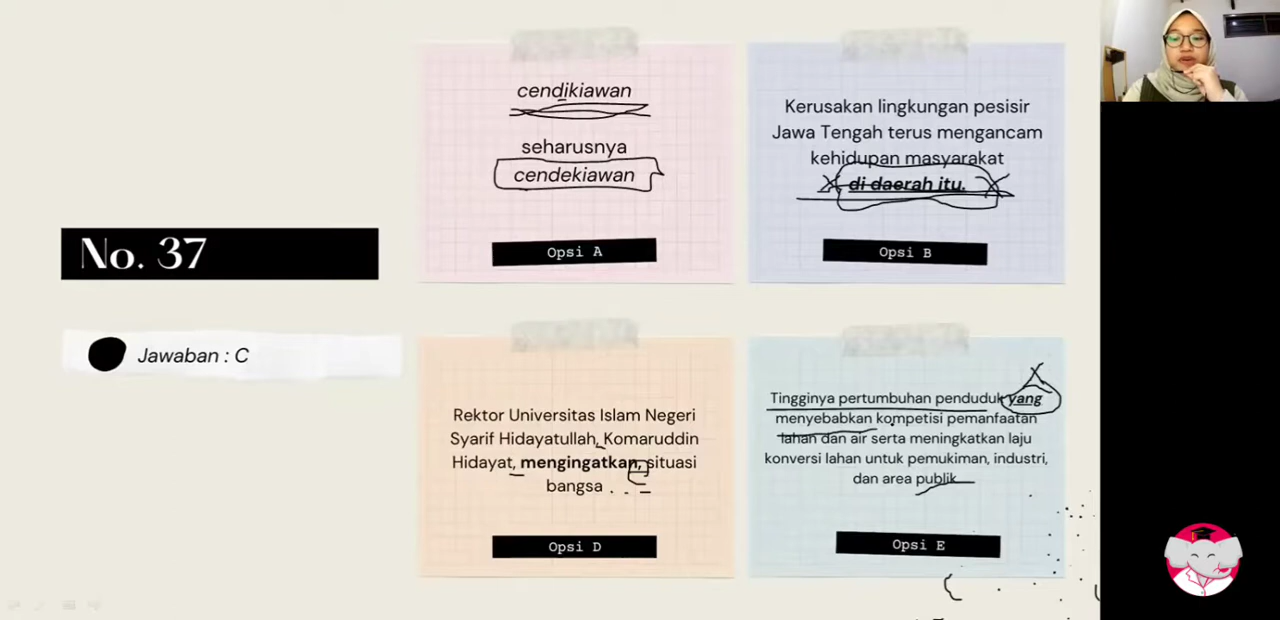 No. 37
Jawaban : C
cendikiawan
seharusnya
cendekiawan
Opsi A
Kerusakan lingkungan pesisir
Jawa Tengah terus mengancam
kehidupan masyarakat
di daerah itu.
Opsi B
Rektor Universitas Islam Negeri
Syarif Hidayatullah, Komaruddin
Hidayat, mengingatkan, situasi
bangsa . . .
Opsi D
Tingginya pertumbuhan penduduk yang
menyebabkan kompetisi pemanfaatan
lahan dan air serta meningkatkan laju
konversi lahan untuk pemukiman, industri,
dan area publik
Opsi E